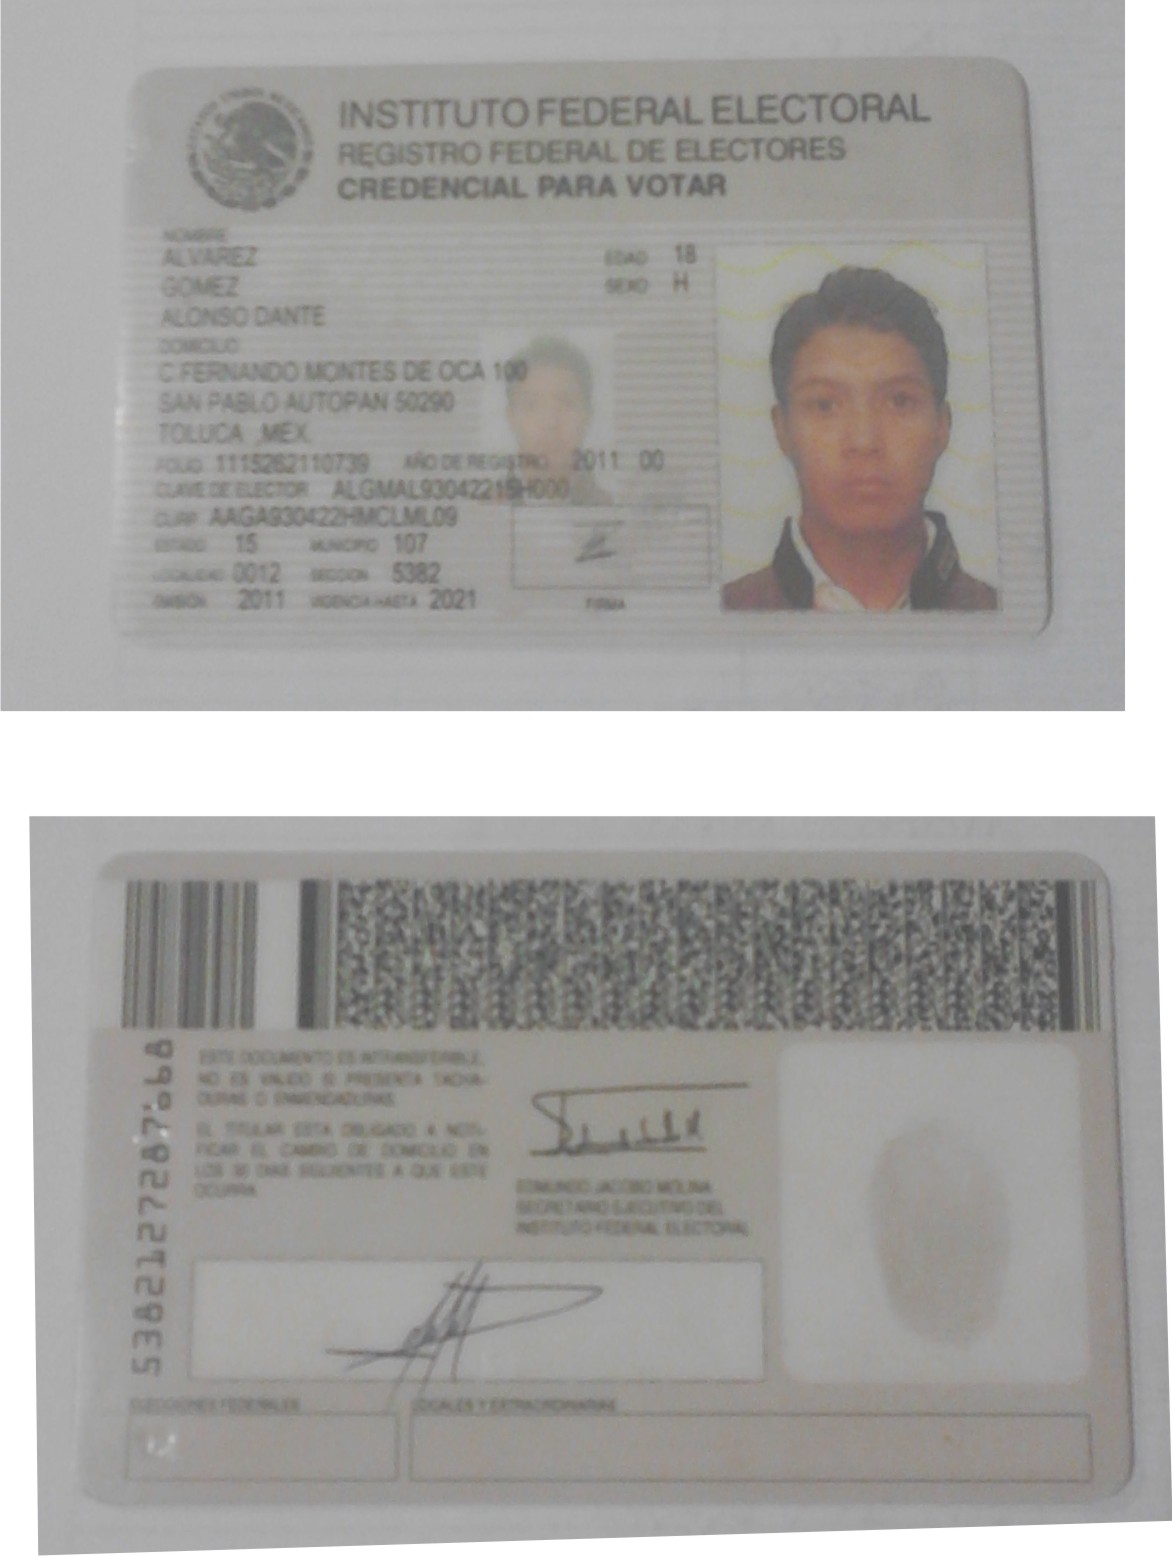 INSTITUTO FEDERAL ELECTORAL
REGISTRO FEDERAL DE ELECTORES
CREDENCIAL PARA VOTAR
NOMBRE
ALVAREZ
GOMEZ
ALONSO DANTE
EDAD 18
SEXO H
DOMICILIO
C FERNANDO MONTES DE OCA 100
SAN PABLO AUTOPAN 50290
TOLUCA ,MEX.
FOLIO 1115262110739 AÑO DE REGISTRO 2011 00
CLAVE DE ELECTOR ALGMAL93042215H000
CURP AAGA930422HMCLML09
ESTADO 15 MUNICIPIO 107
LOCALIDAD 0012 SECCION 5382
EMISIÓN 2011 VIGENCIA HASTA 2021
FIRMA
ESTE DOCUMENTO ES INTRANSFERIBLE.
NO ES VALIDO SI PRESENTA TACHA-
DURAS O ENMENDADURAS.
EL TITULAR ESTA OBLIGADO A NOTI-
FICAR EL CAMBIO DE DOMICILIO EN
LOS 30 DIAS SIGUIENTES A QUE ESTE
OCURRA.
EDMUNDO JACOBO MOLINA
SECRETARIO EJECUTIVO DEL
INSTITUTO FEDERAL ELECTORAL
5382127287668
ELECCIONES FEDERALES
LOCALES Y EXTRAORDINARIAS